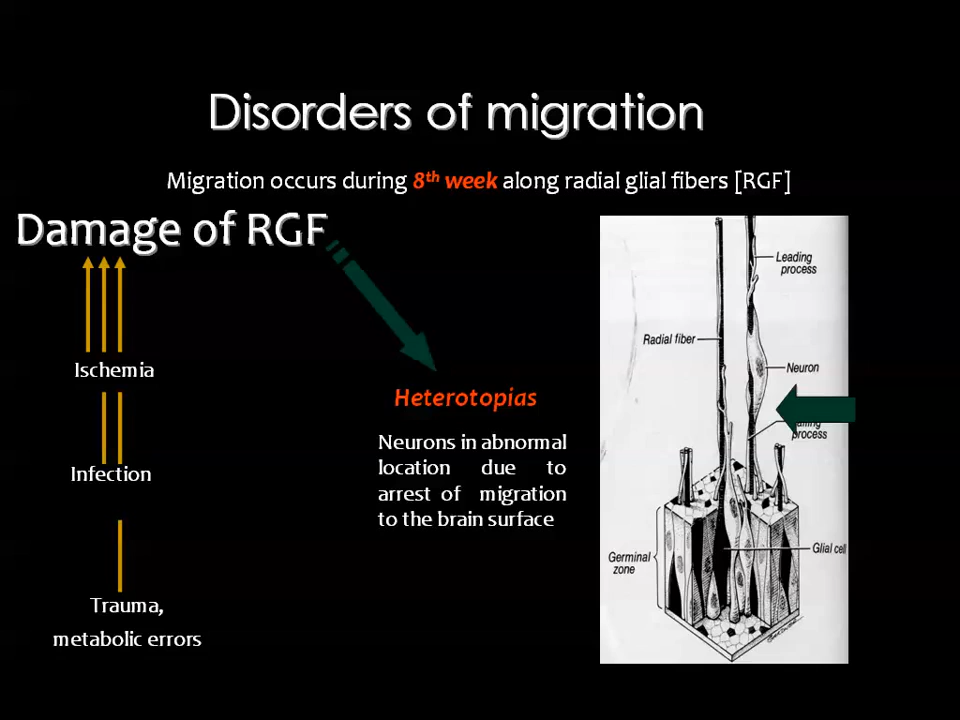 Disorders of migration
Migration occurs during 8th week along radial glial fibers [RGF]
Damage of RGF
Ischemia
Infection
Trauma,
metabolic errors
Heterotopias
Neurons in abnormal
location due to
arrest of migration
to the brain surface
Leading
process
Radial fiber
Neuron
process
Glial cell
Germinal
zone